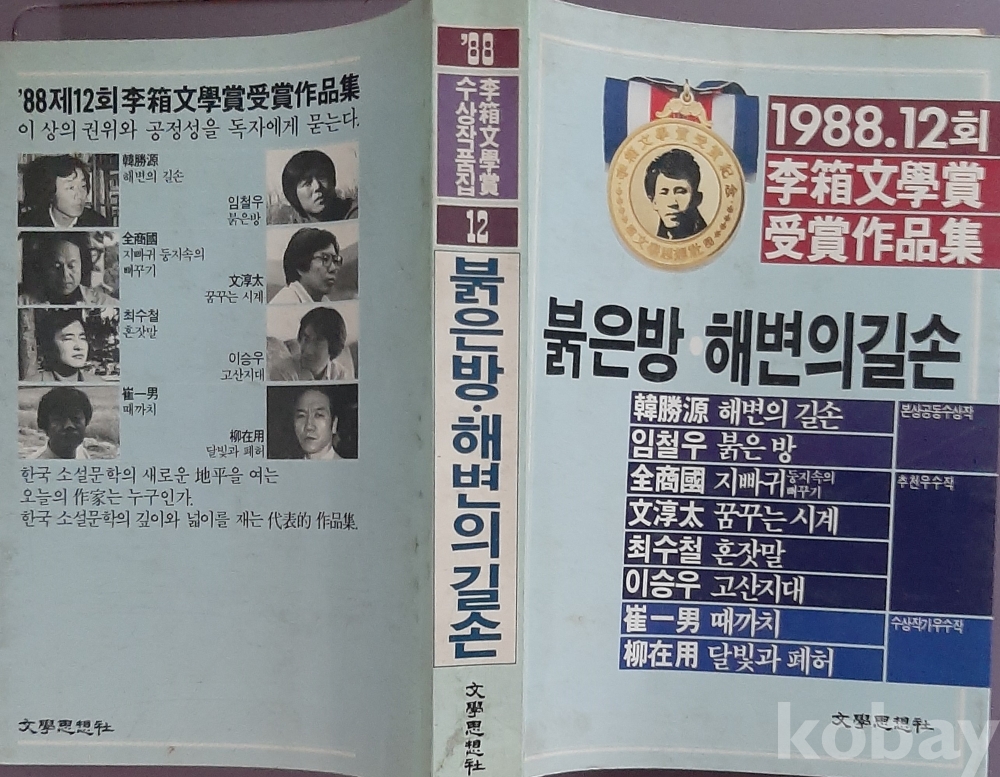 '88 제12회 李箱文學賞受賞作品集
이 상의 권위와 공정성을 독자에게 묻는다.
韓勝源
해변의 길손
임철우
붉은방
全商國
지빠귀 둥지속의
뻐꾸기
文淳太
꿈꾸는 시계
최수철
혼잣말
이승우
고산지대
崔一男
때까치
柳在用
달빛과 폐허
한국 소설문학의 새로운 地平을 여는
오늘의 作家는 누구인가.
한국 소설문학의 깊이와 넓이를 재는 代表的 作品集.
文學思想社
'88
李箱文學賞
수상작품집
12
붉은방·해변의길손
文學思想社
1988.12회
李箱文學賞
受賞作品集
붉은방·해변의길손
韓勝源 해변의 길손
본상공동수상작
임철우 붉은 방
全商國 지빠귀 둥지속의 뻐꾸기
추천우수작
文淳太 꿈꾸는 시계
최수철 혼잣말
이승우 고산지대
崔一男 때까치
수상작가우수작
柳在用 달빛과 폐허
文學思想社
kobay